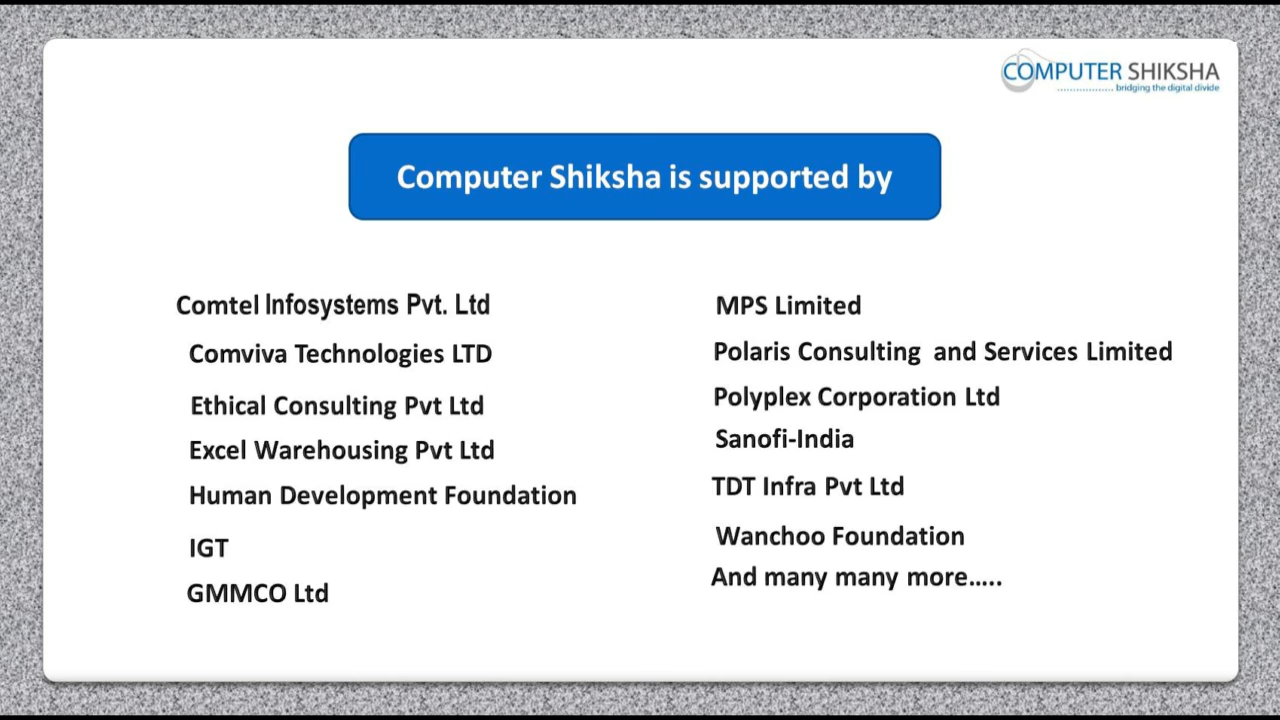 COMPUTER SHIKSHA
.................. bridging the digital divide
Computer Shiksha is supported by
Comtel Infosystems Pvt. Ltd
Comviva Technologies LTD
Ethical Consulting Pvt Ltd
Excel Warehousing Pvt Ltd
Human Development Foundation
IGT
GMMCO Ltd
MPS Limited
Polaris Consulting and Services Limited
Polyplex Corporation Ltd
Sanofi-India
TDT Infra Pvt Ltd
Wanchoo Foundation
And many many more.....